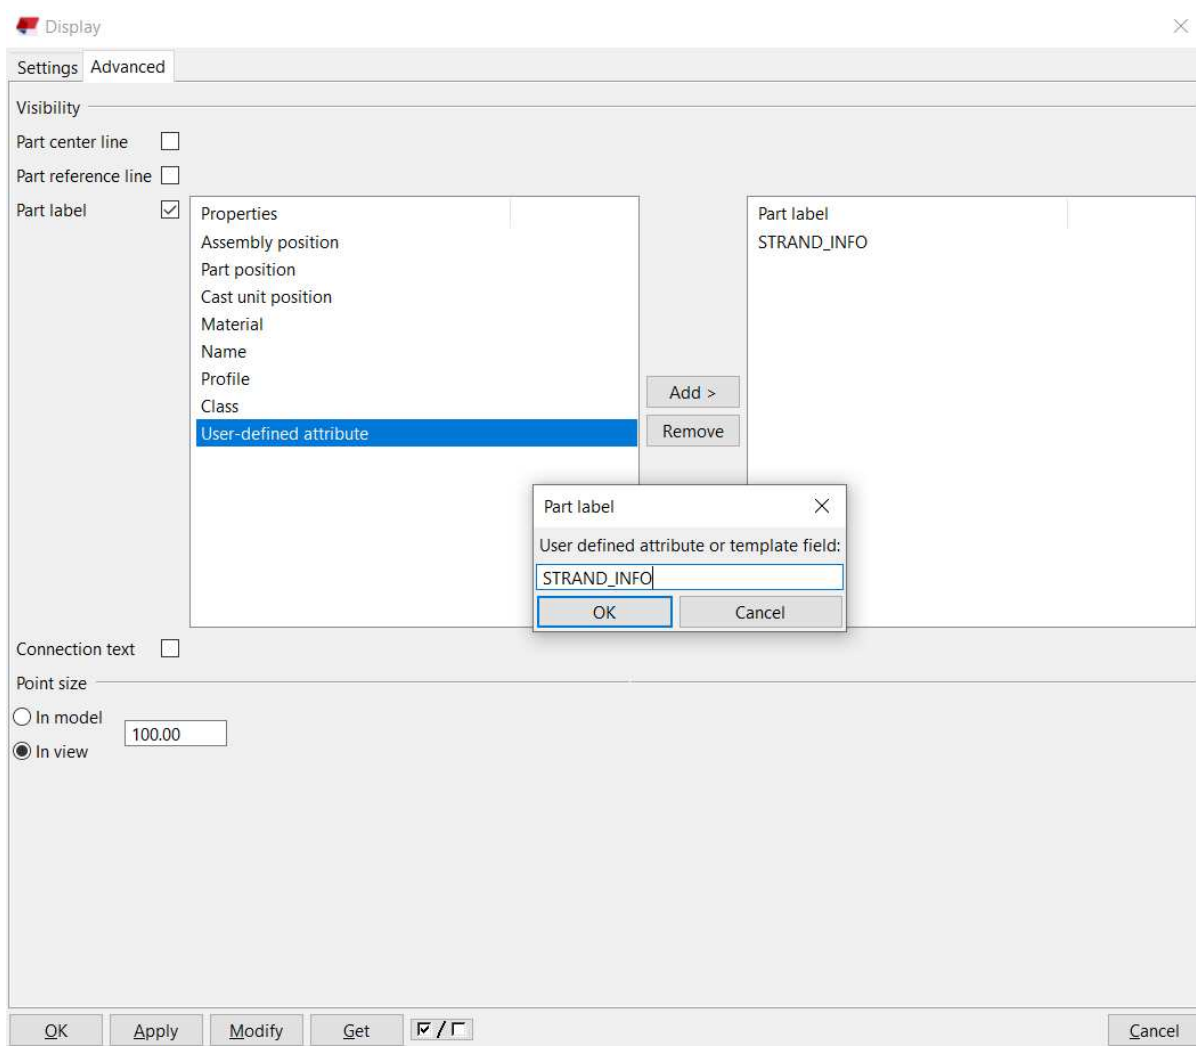 Display
Settings Advanced
Visibility
Part center line
Part reference line
Part label
Properties
Assembly position
Part position
Cast unit position
Material
Name
Profile
Class
User-defined attribute
Add >
Remove
Part label
STRAND_INFO
Part label
User defined attribute or template field:
STRAND_INFO
OK Cancel
Connection text
Point size
In model
100.00
In view
OK Apply Modify Get / Cancel